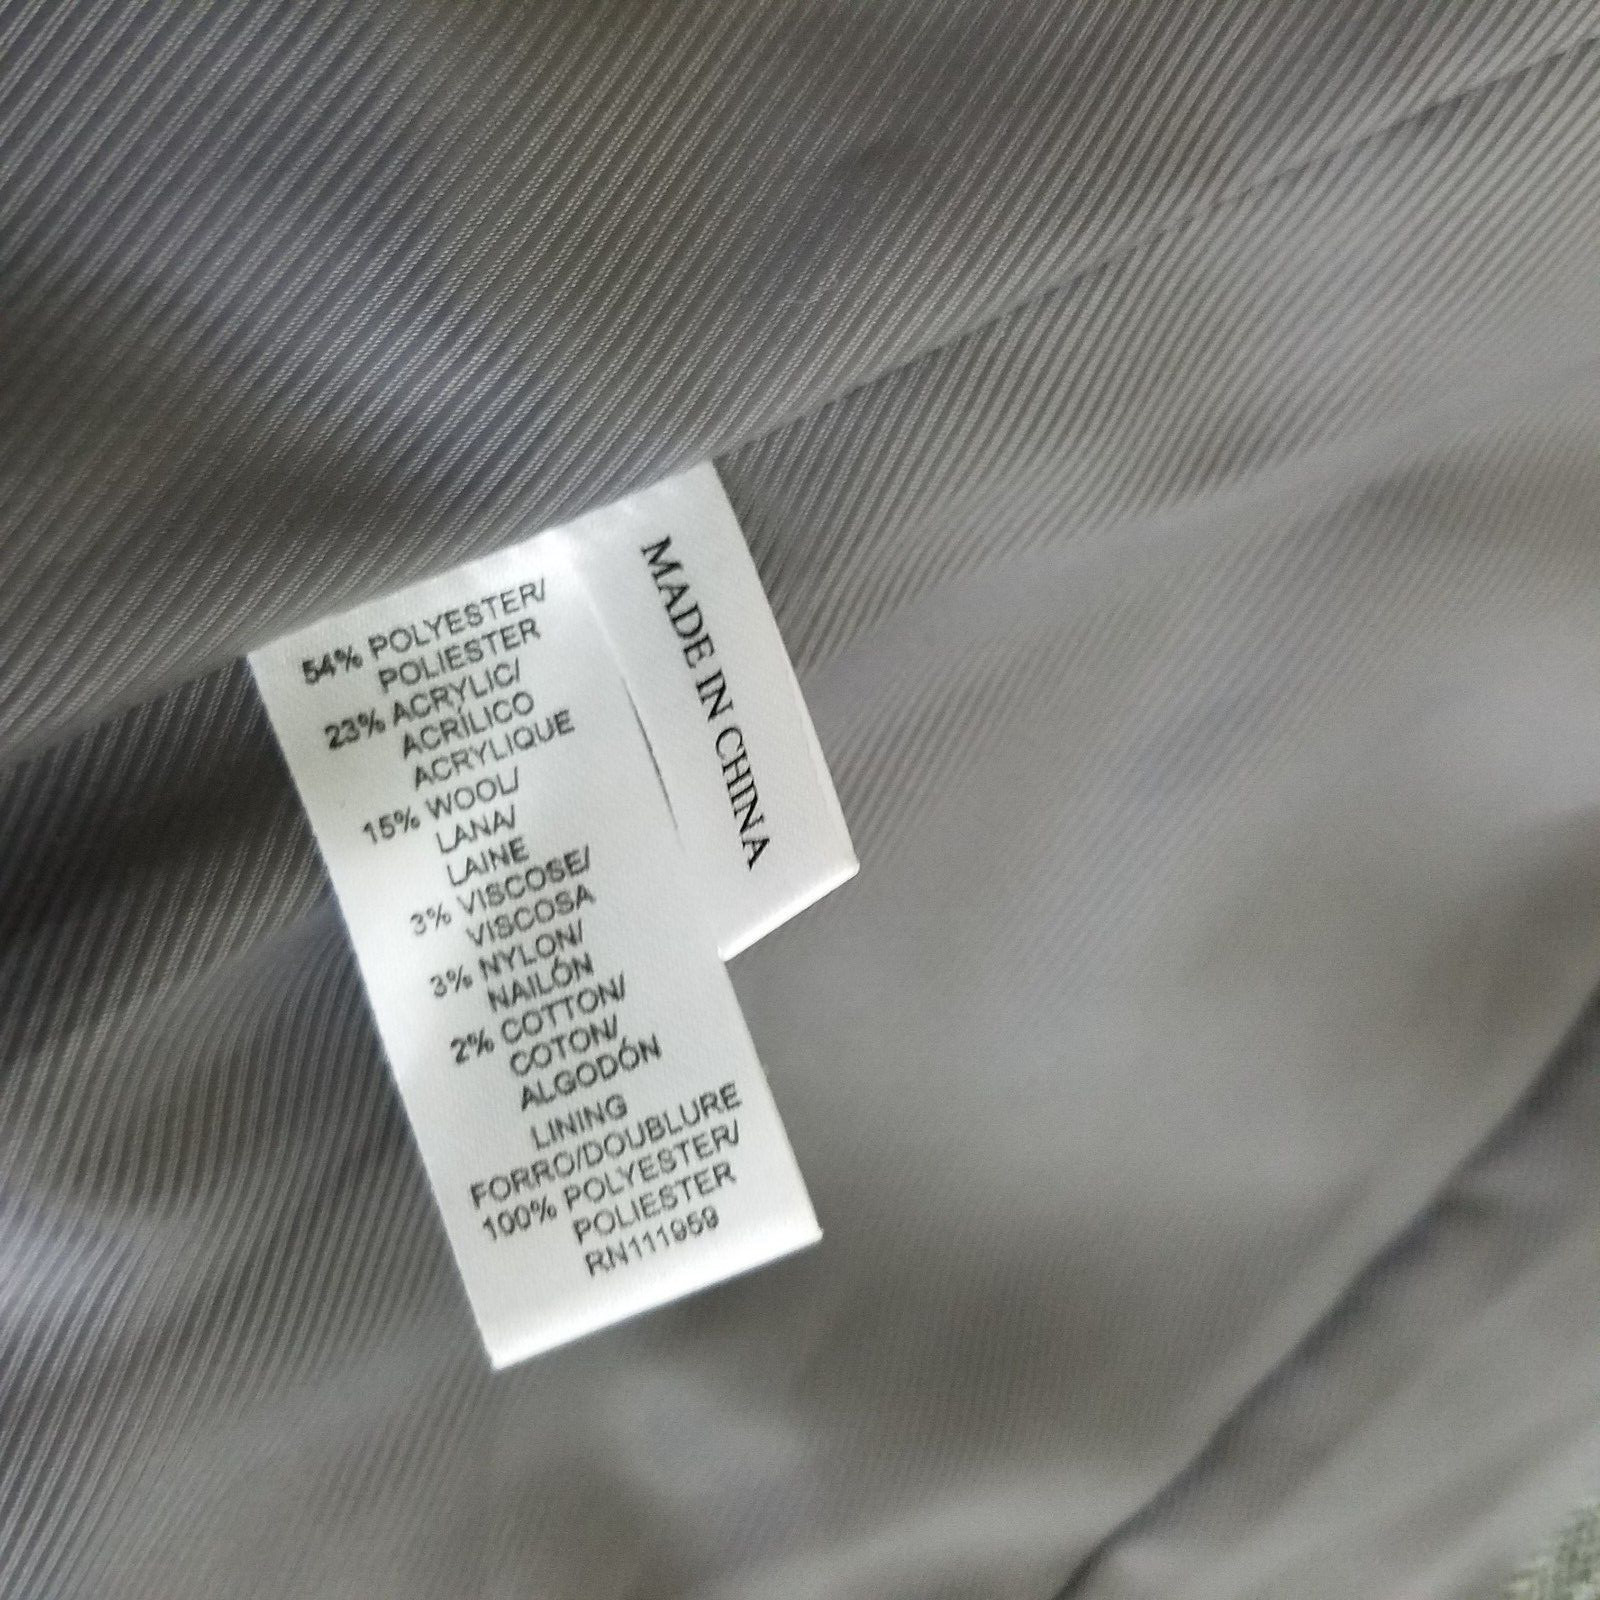 54% POLYESTER/
POLIESTER
23% ACRYLIC/
ACRÍLICO
ACRYLIQUE
15% WOOL/
LANA/
LAINE
3% VISCOSE/
VISCOSA
3% NYLON/
NAILÓN
2% COTTON/
COTON/
ALGODÓN
LINING
FORRO/DOUBLURE
100% POLYESTER/
POLIESTER
RN111959
MADE IN CHINA